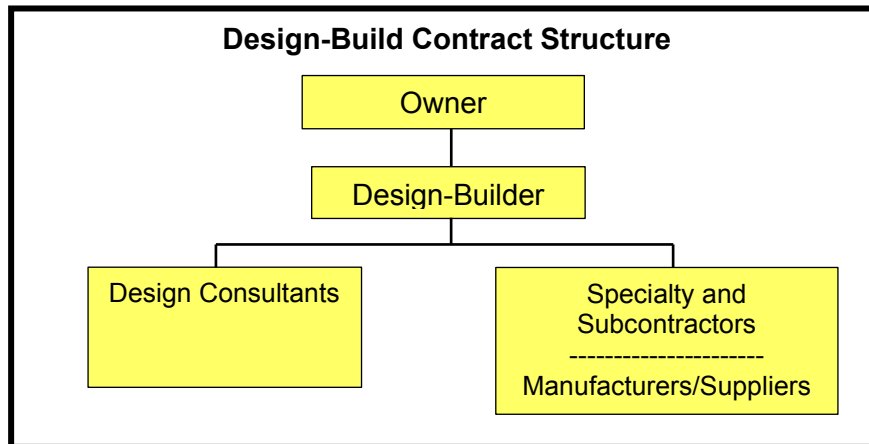 Design-Build Contract Structure
Owner
Design-Builder
Design Consultants
Specialty and
Subcontractors
----------------------
Manufacturers/Suppliers